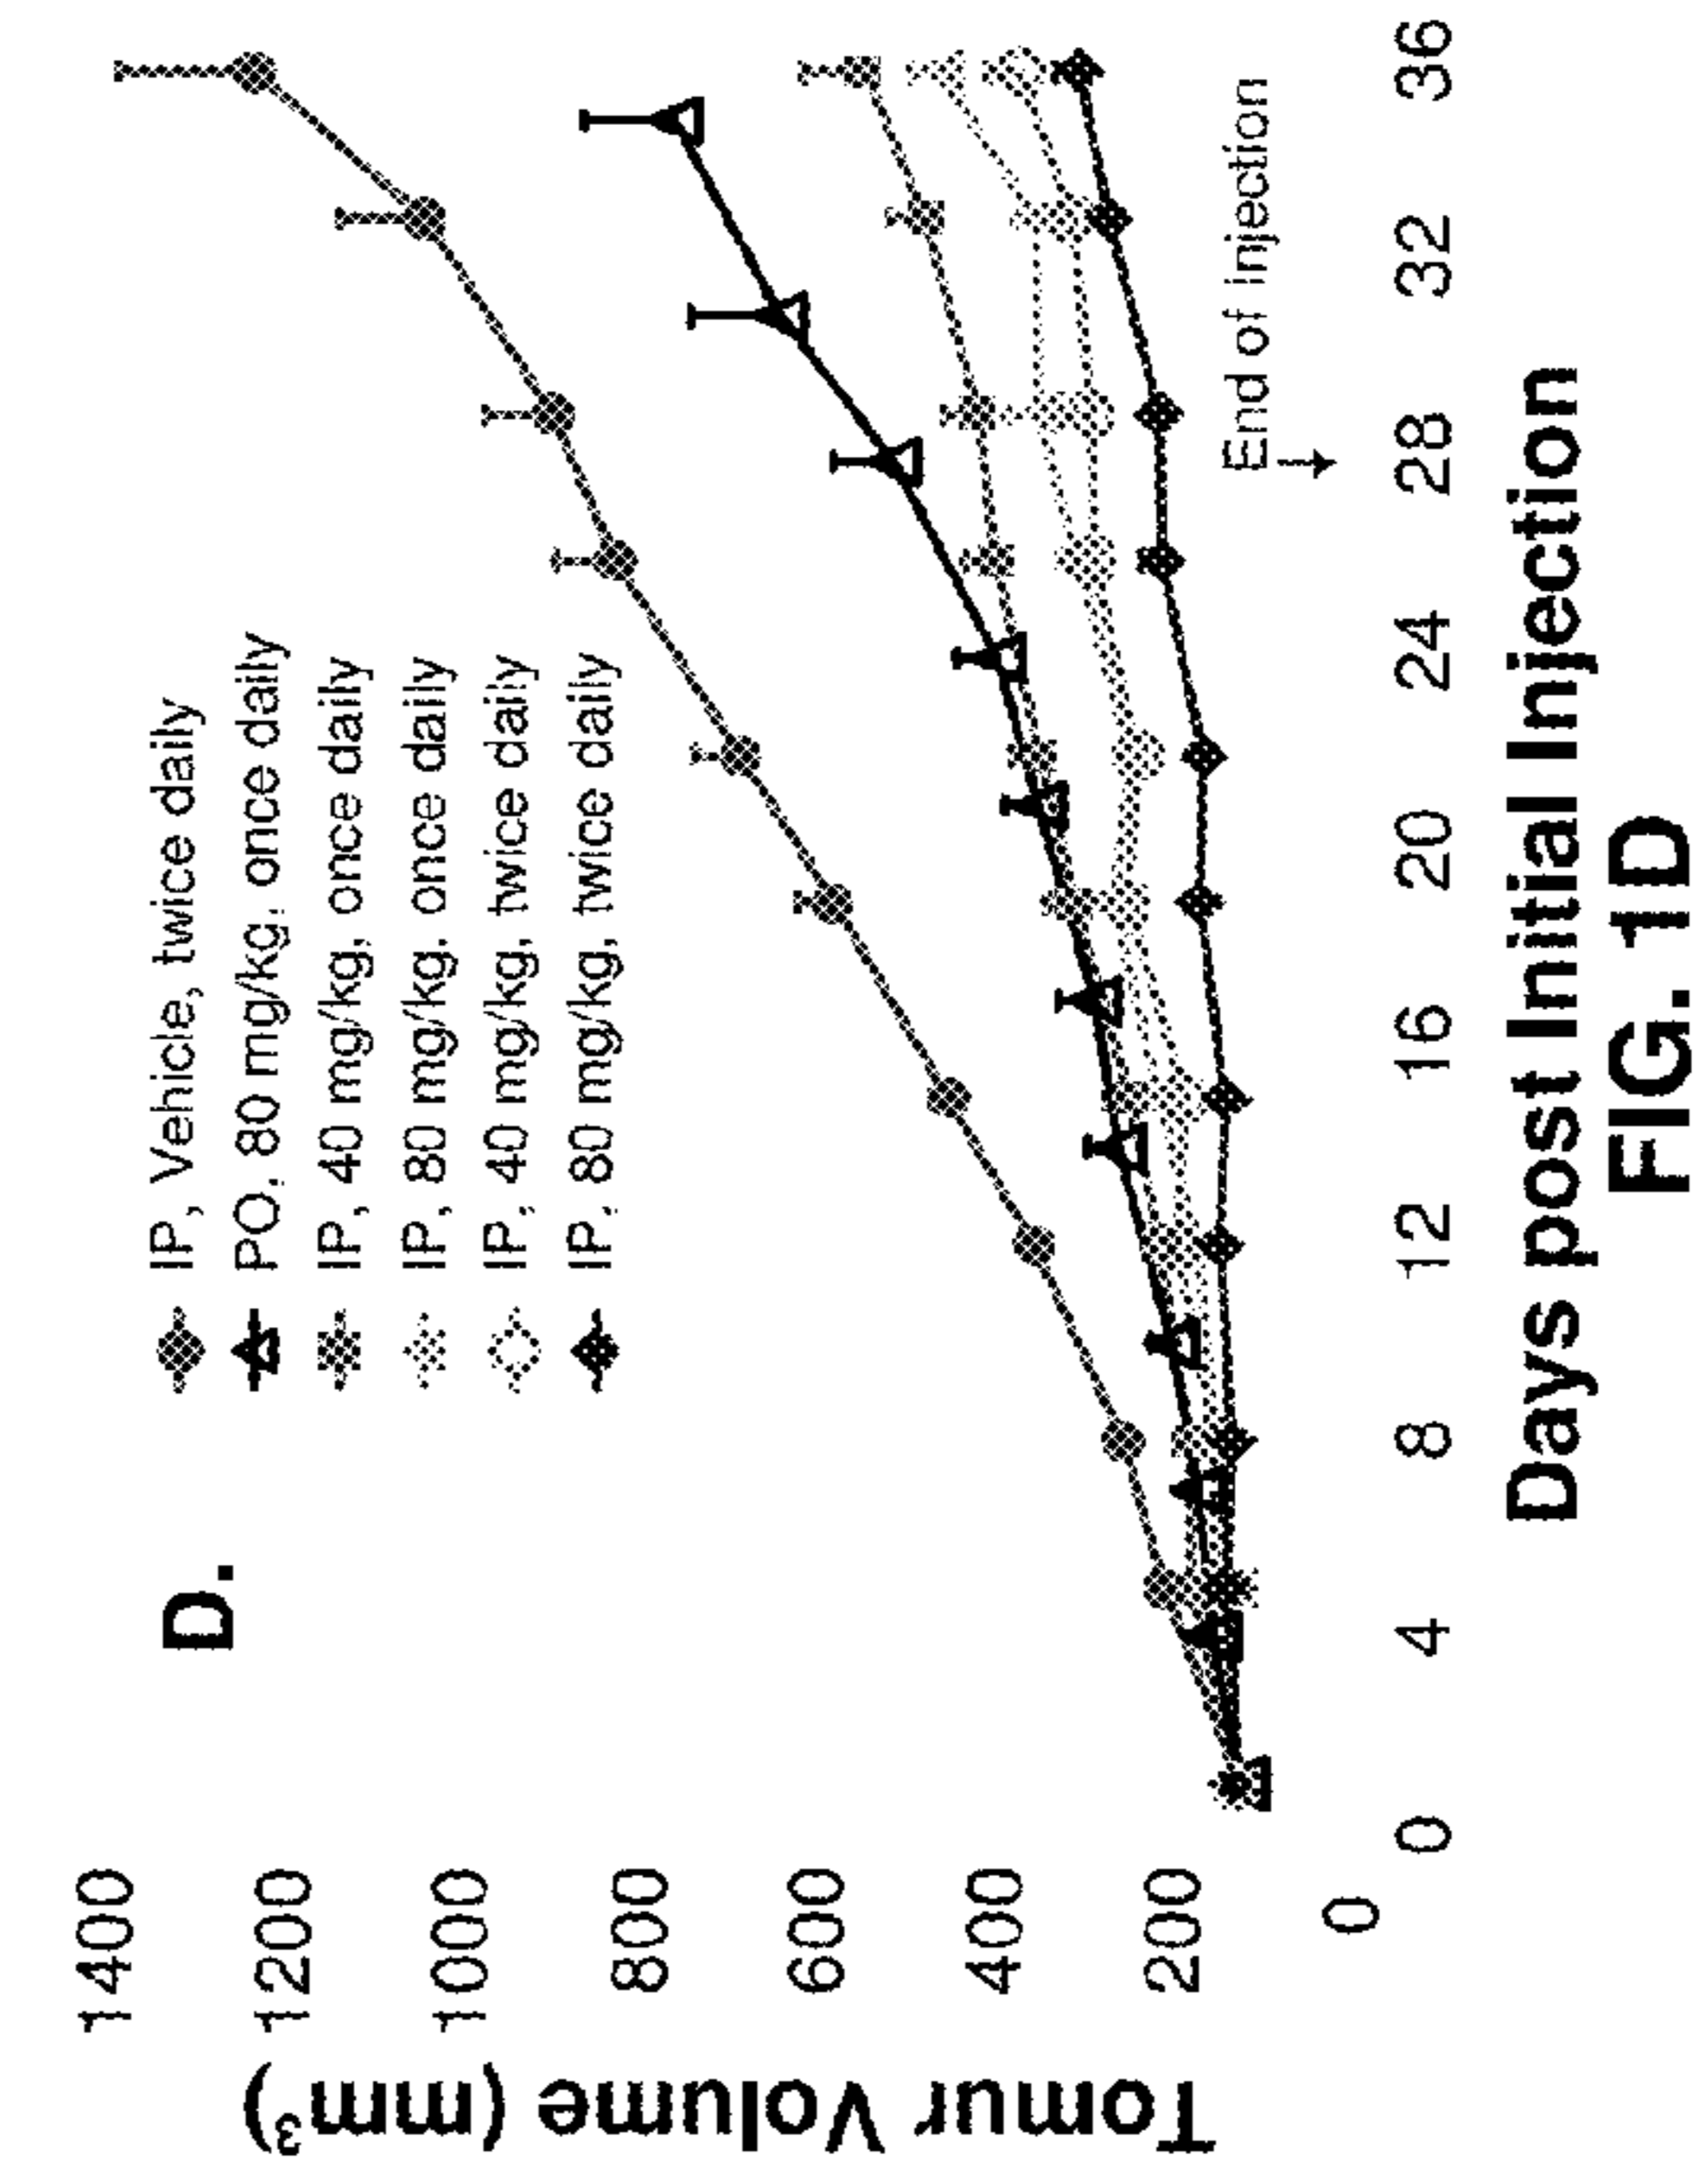 D.
IP, Vehicle, twice daily
PO, 80 mg/kg, once daily
IP, 40 mg/kg, once daily
IP, 80 mg/kg, once daily
IP, 40 mg/kg, twice daily
IP, 80 mg/kg, twice daily
Tomur Volume (mm³)
1400
1200
1000
800
600
400
200
0
End of injection
0 4 8 12 16 20 24 28 32 36
Days post Initial Injection
FIG. 1D